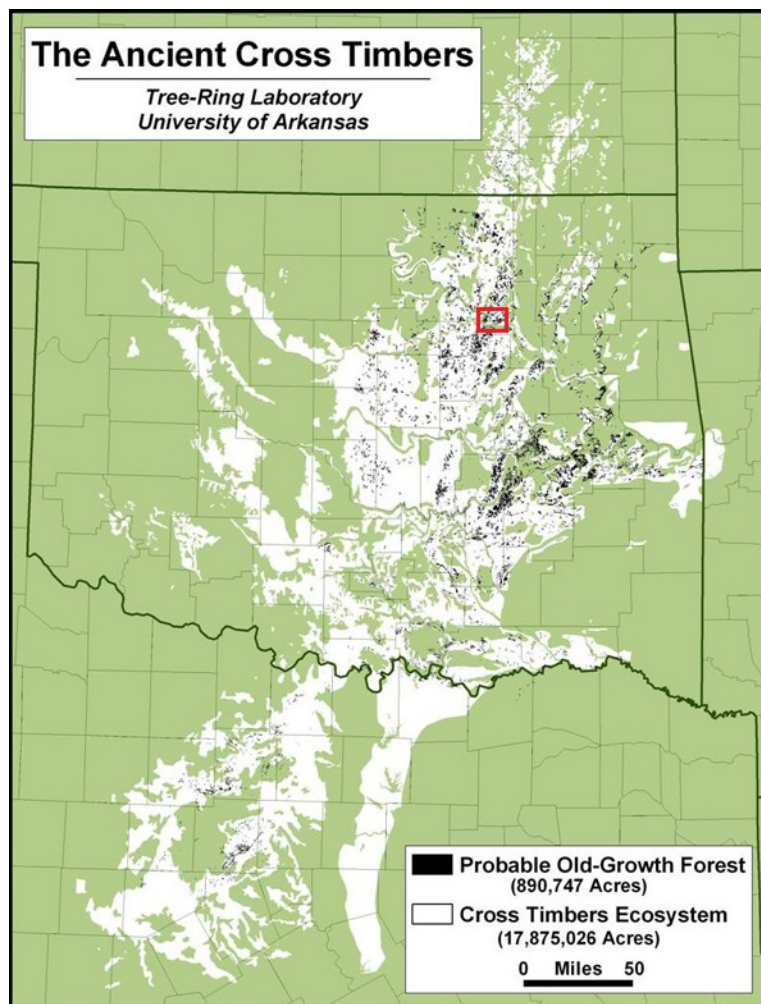 The Ancient Cross Timbers
Tree-Ring Laboratory
University of Arkansas
Probable Old-Growth Forest
(890,747 Acres)
Cross Timbers Ecosystem
(17,875,026 Acres)
0 Miles 50